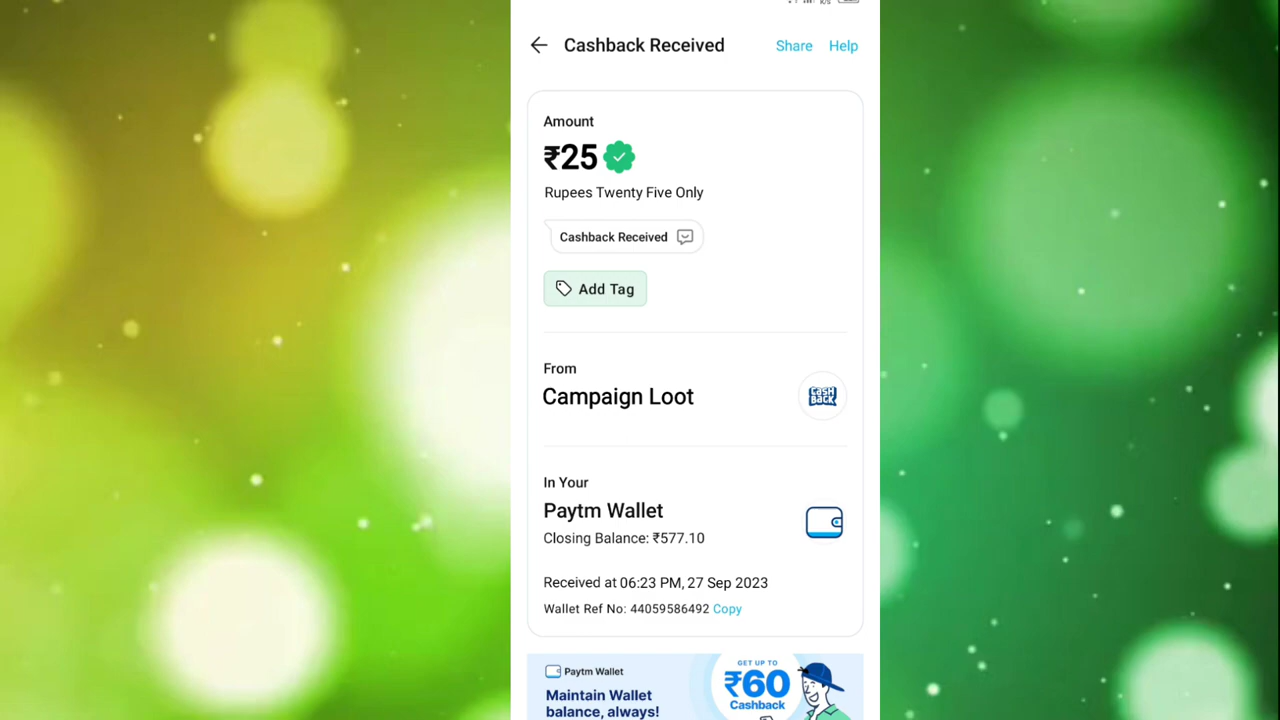 Cashback Received
Share
Help
Amount
₹25
Rupees Twenty Five Only
Cashback Received
Add Tag
From
Campaign Loot
CASH
BACK
In Your
Paytm Wallet
Closing Balance: ₹577.10
Received at 06:23 PM, 27 Sep 2023
Wallet Ref No: 44059586492 Copy
Paytm Wallet
Maintain Wallet
balance, always!
GET UP TO
₹60
Cashback